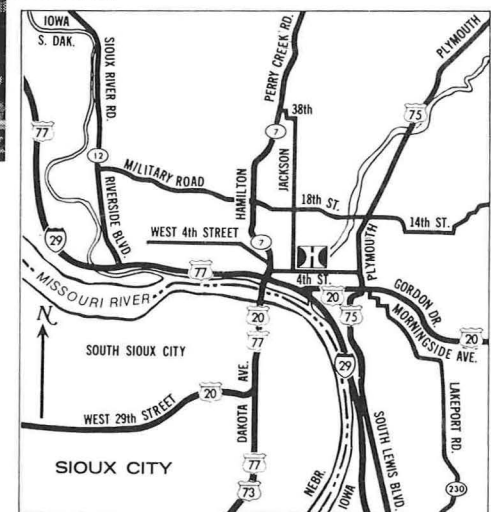 IOWA
S. DAK.
SIOUX RIVER RD.
PERRY CREEK RD.
PLYMOUTH
77
38th
75
7
12
MILITARY ROAD
HAMILTON
JACKSON
18th ST.
14th ST.
RIVERSIDE BLVD.
WEST 4th STREET
7
29
77
4th ST.
PLYMOUTH
MISSOURI RIVER
20
75
20
GORDON DR.
MORNINGSIDE AVE.
20
N
77
SOUTH SIOUX CITY
29
WEST 29th STREET
20
DAKOTA AVE.
SOUTH LEWIS BLVD.
LAKEPORT RD.
SIOUX CITY
77
73
NEBR.
IOWA
230